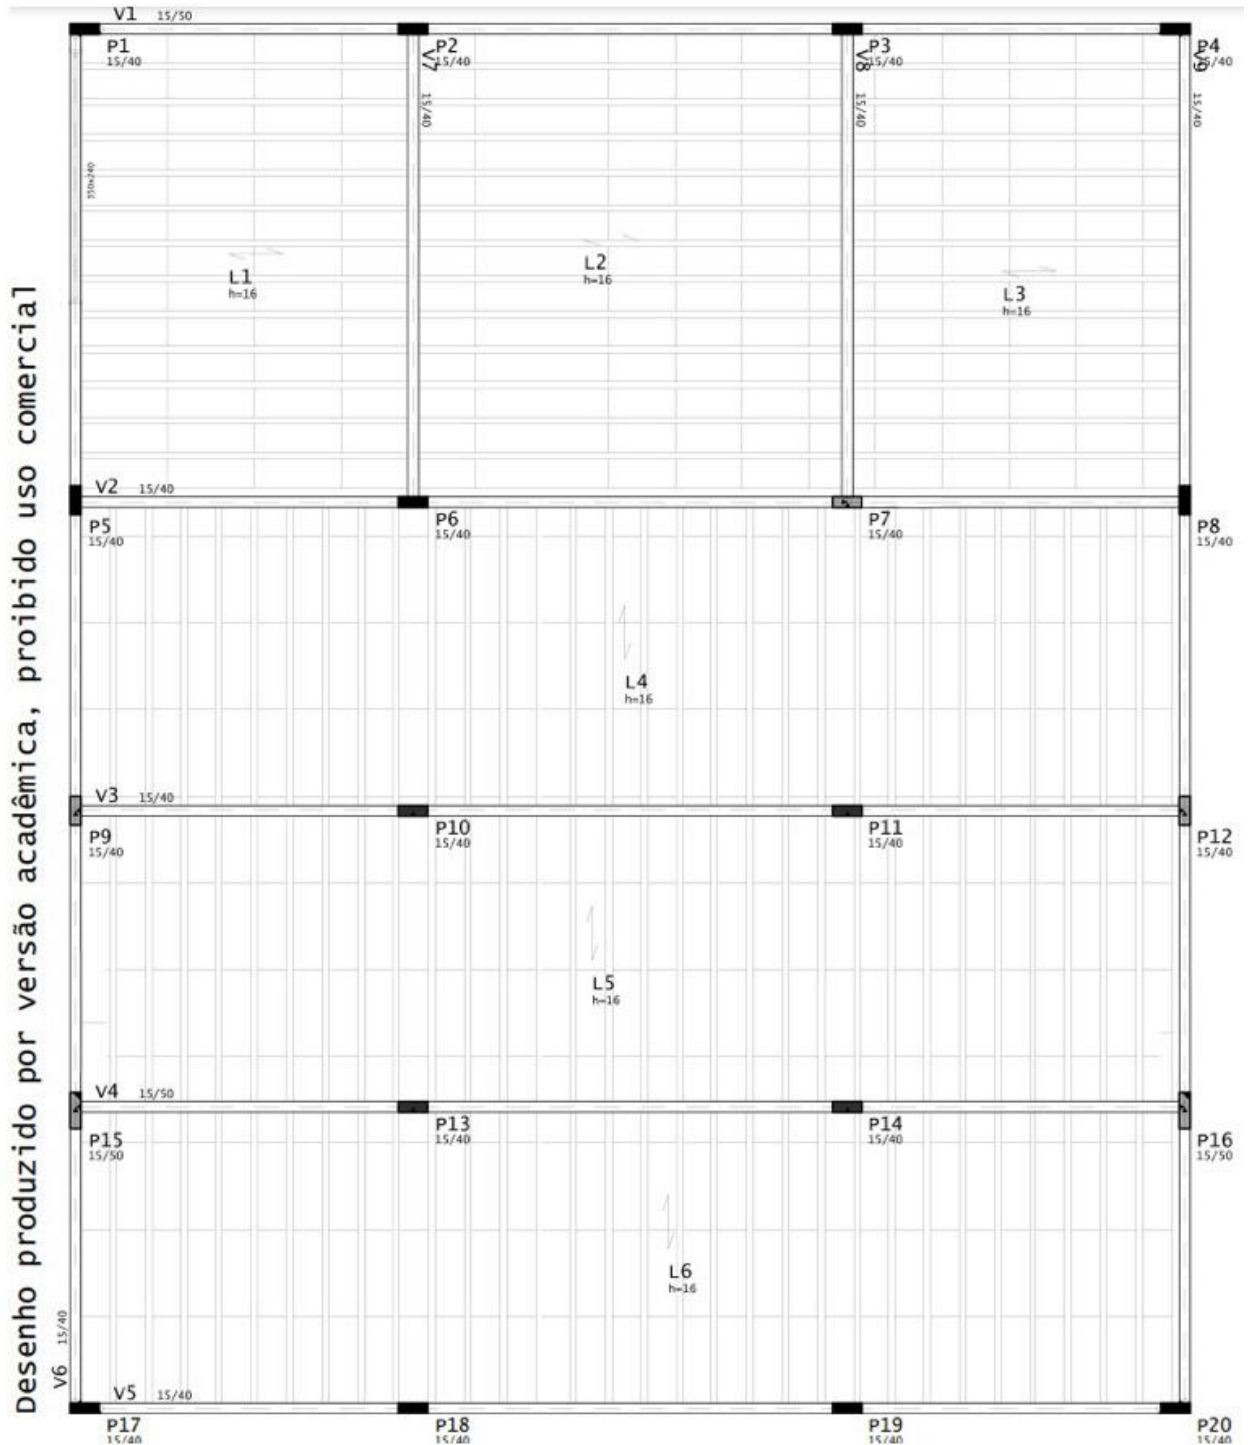 V1 15/50
P1
15/40
P2
15/40
P3
15/40
P4
15/40
V7
15/40
V8
15/40
V9
15/40
350x240
L1
h=16
L2
h=16
L3
h=16
V2 15/40
P5
15/40
P6
15/40
P7
15/40
P8
15/40
L4
h=16
V3 15/40
P9
15/40
P10
15/40
P11
15/40
P12
15/40
L5
h=16
V4 15/50
P15
15/50
P13
15/40
P14
15/40
P16
15/50
L6
h=16
V6 15/40
V5 15/40
P17
15/40
P18
15/40
P19
15/40
P20
15/40
Desenho produzido por versão acadêmica, proibido uso comercial